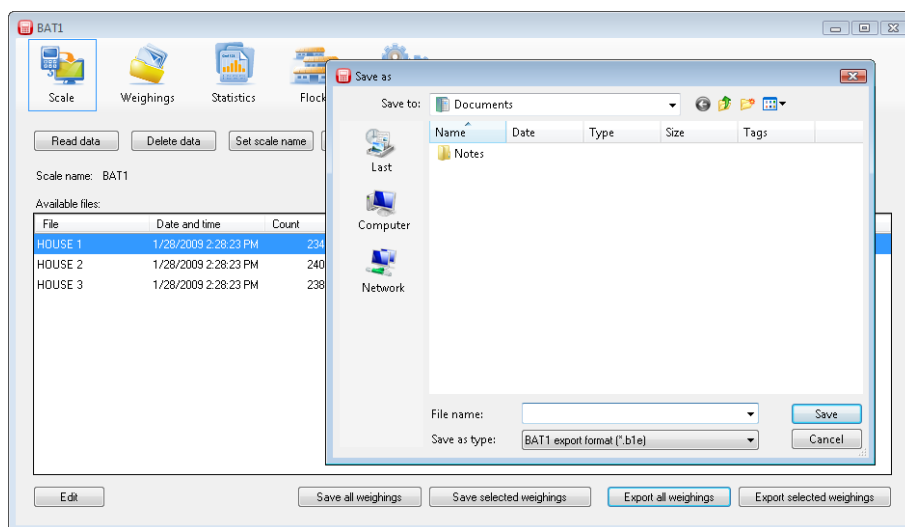 BAT1
Scale Weighings Statistics Flock
Read data Delete data Set scale name
Scale name: BAT1
Available files:
File Date and time Count
HOUSE 1 1/28/2009 2:28:23 PM 234
HOUSE 2 1/28/2009 2:28:23 PM 240
HOUSE 3 1/28/2009 2:28:23 PM 238
Edit Save all weighings Save selected weighings Export all weighings Export selected weighings
Save as
Save to: Documents
Name Date Type Size Tags
Notes
Last
Computer
Network
File name:
Save
Save as type: BAT1 export format (*.b1e)
Cancel